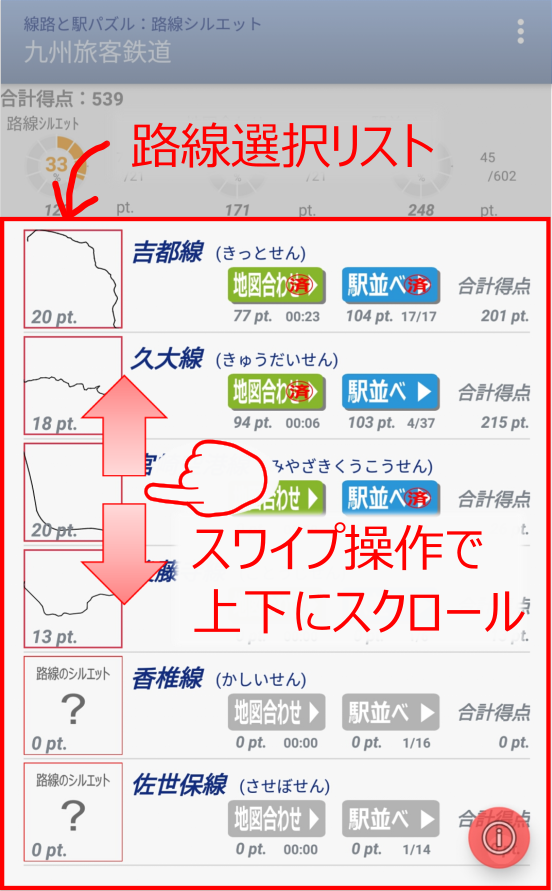 線路と駅パズル：路線シルエット
九州旅客鉄道
合計得点：539
路線シルエット
33
%
/21
/21
45
/602
pt.
171 pt.
248 pt.
路線選択リスト
吉都線 (きっとせん)
地図合わ 済
駅並べ 済
合計得点
20 pt.
77 pt. 00:23
104 pt. 17/17
201 pt.
久大線 (きゅうだいせん)
地図合わ 済
駅並べ
合計得点
18 pt.
94 pt. 00:06
103 pt. 4/37
215 pt.
みやざきくうこうせん)
合わせ
駅並べ 済
合計得点
20 pt.
t.
スワイプ操作で
上下にスクロール
13 pt.
香椎線 (かしいせん)
路線のシルエット
?
地図合わせ
駅並べ
合計得点
0 pt.
0 pt. 00:00
0 pt. 1/16
0 pt.
佐世保線 (させぼせん)
路線のシルエット
?
地図合わせ
駅並べ
0 pt.
0 pt. 00:00
0 pt. 1/14